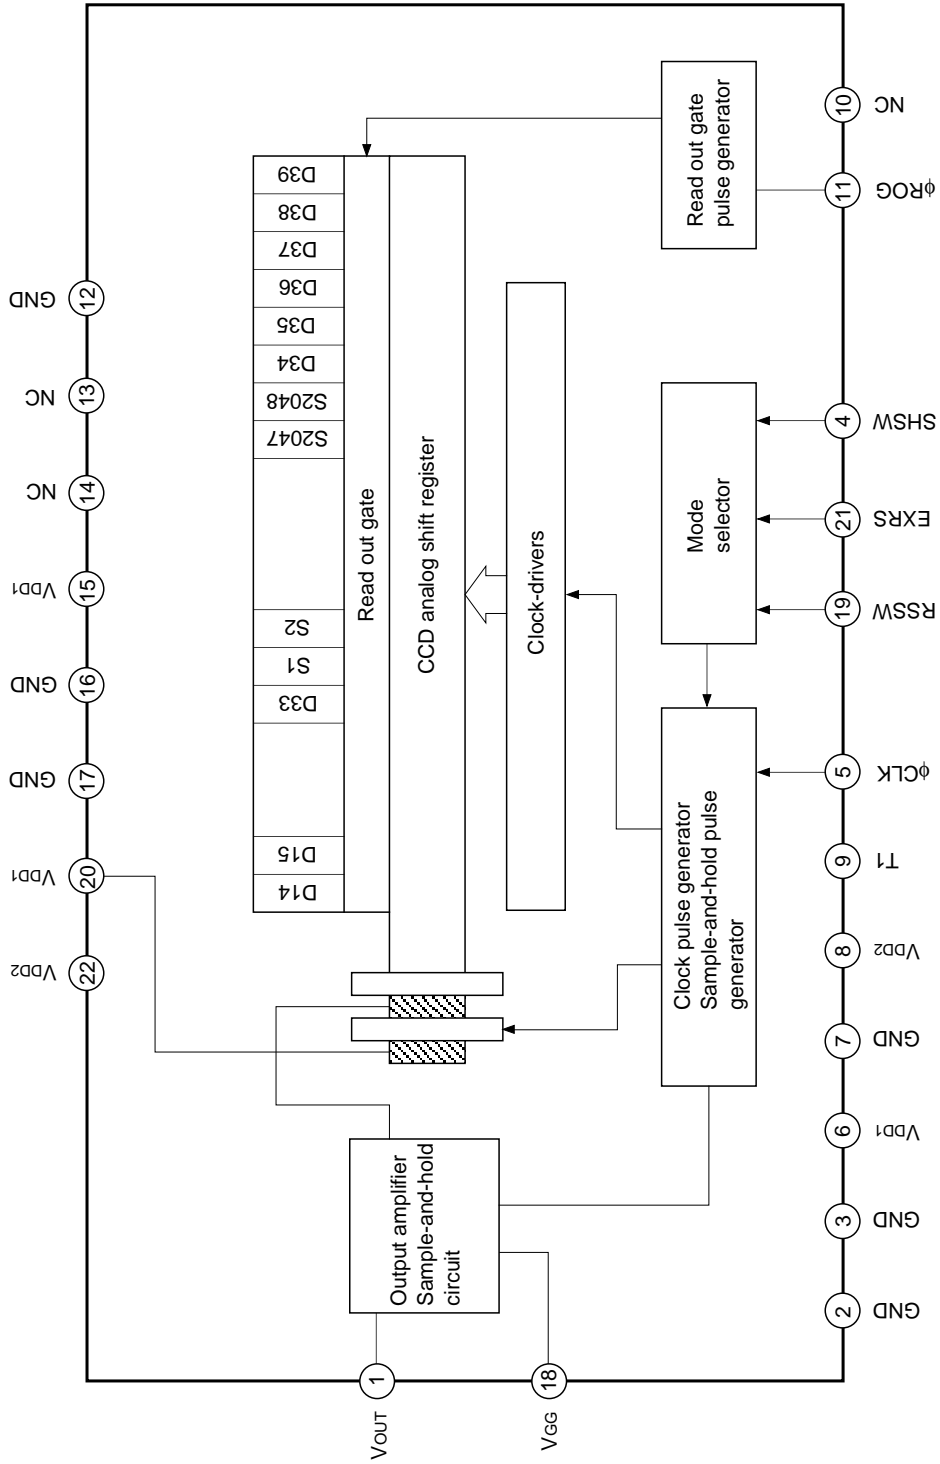 GND
12
NC
13
NC
14
VDD1
15
GND
16
GND
17
VDD1
20
VDD2
22
D39
D38
D37
D36
D35
D34
S2048
S2047
S2
S1
D33
D15
D14
Read out gate
CCD analog shift register
Clock-drivers
Read out gate
pulse generator
Mode
selector
Clock pulse generator
Sample-and-hold pulse
generator
Output amplifier
Sample-and-hold
circuit
10
NC
11
ϕROG
4
SHSW
21
EXRS
19
RSSW
5
ϕCLK
9
T1
8
VDD2
7
GND
6
VDD1
3
GND
2
GND
1
VOUT
18
VGG